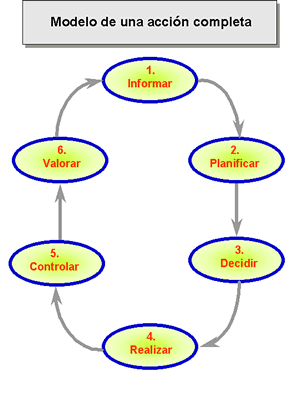 Modelo de una acción completa
1.
Informar
2.
Planificar
3.
Decidir
4.
Realizar
5.
Controlar
6.
Valorar